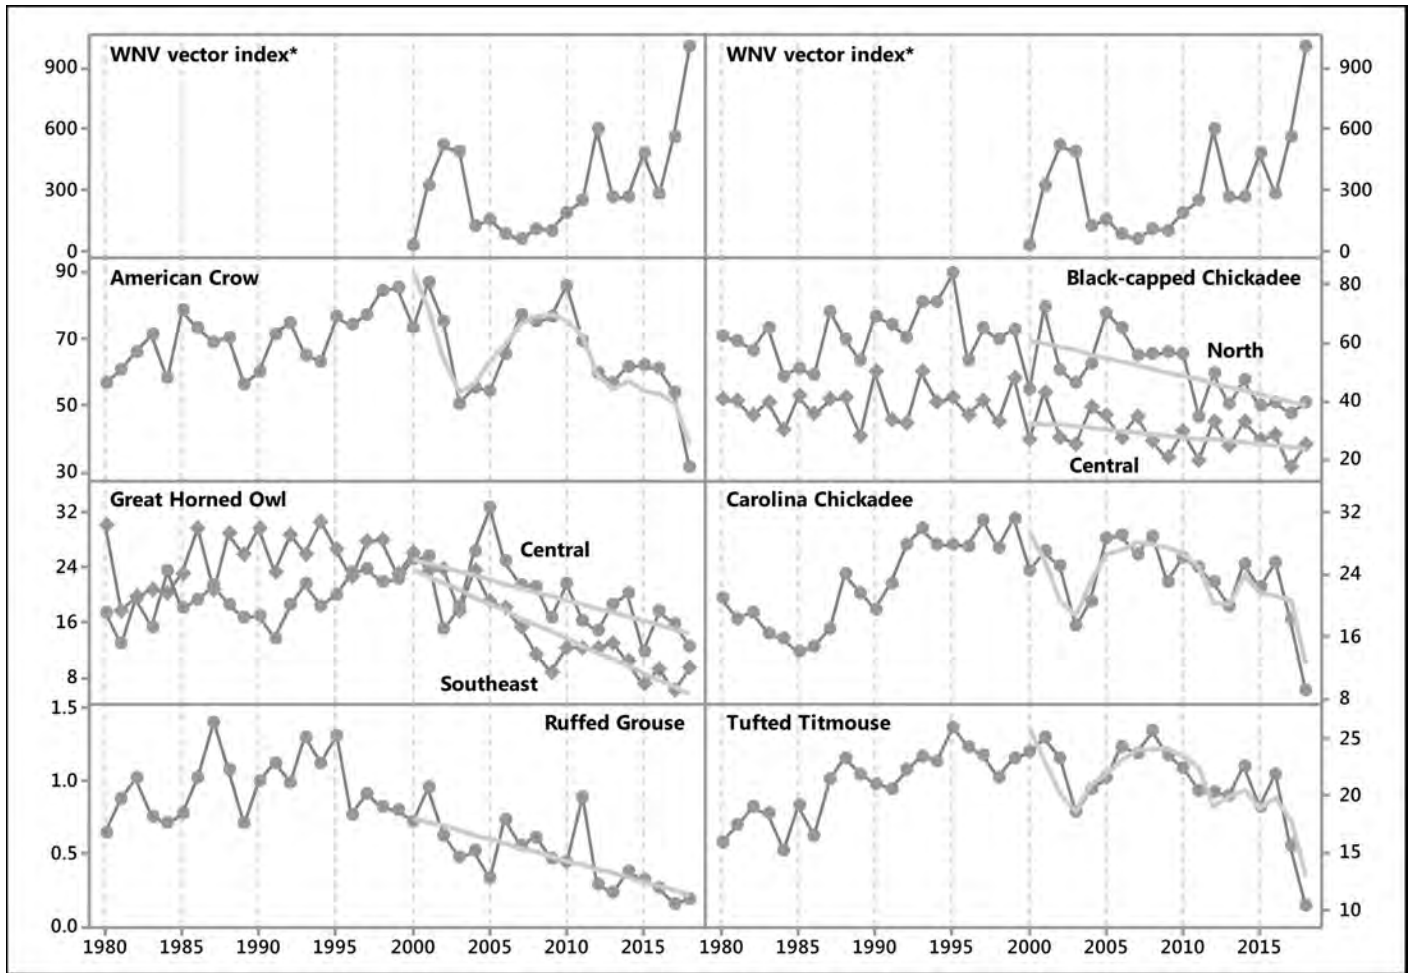 WNV vector index*
WNV vector index*
900
600
300
0
900
600
300
0
American Crow
90
70
50
30
Black-capped Chickadee
North
Central
80
60
40
20
Great Horned Owl
Central
Southeast
32
24
16
8
Carolina Chickadee
32
24
16
8
Ruffed Grouse
1.5
1.0
0.5
0.0
Tufted Titmouse
25
20
15
10
1980 1985 1990 1995 2000 2005 2010 2015
1980 1985 1990 1995 2000 2005 2010 2015